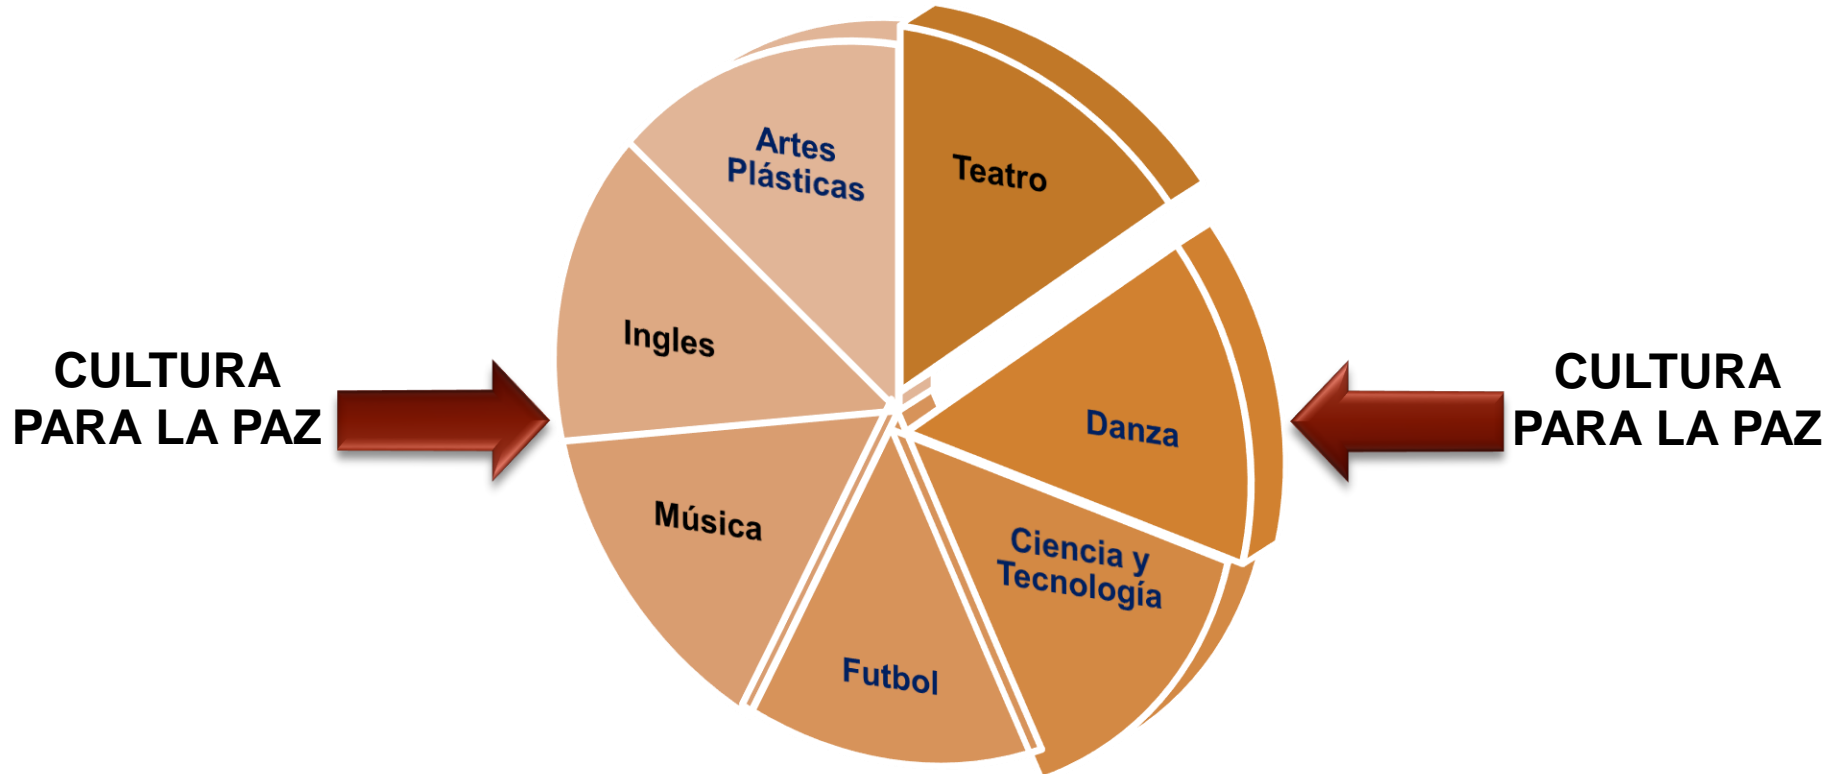 Artes
Plásticas
Teatro
Ingles
CULTURA
PARA LA PAZ
CULTURA
PARA LA PAZ
Danza
Música
Ciencia y
Tecnología
Futbol